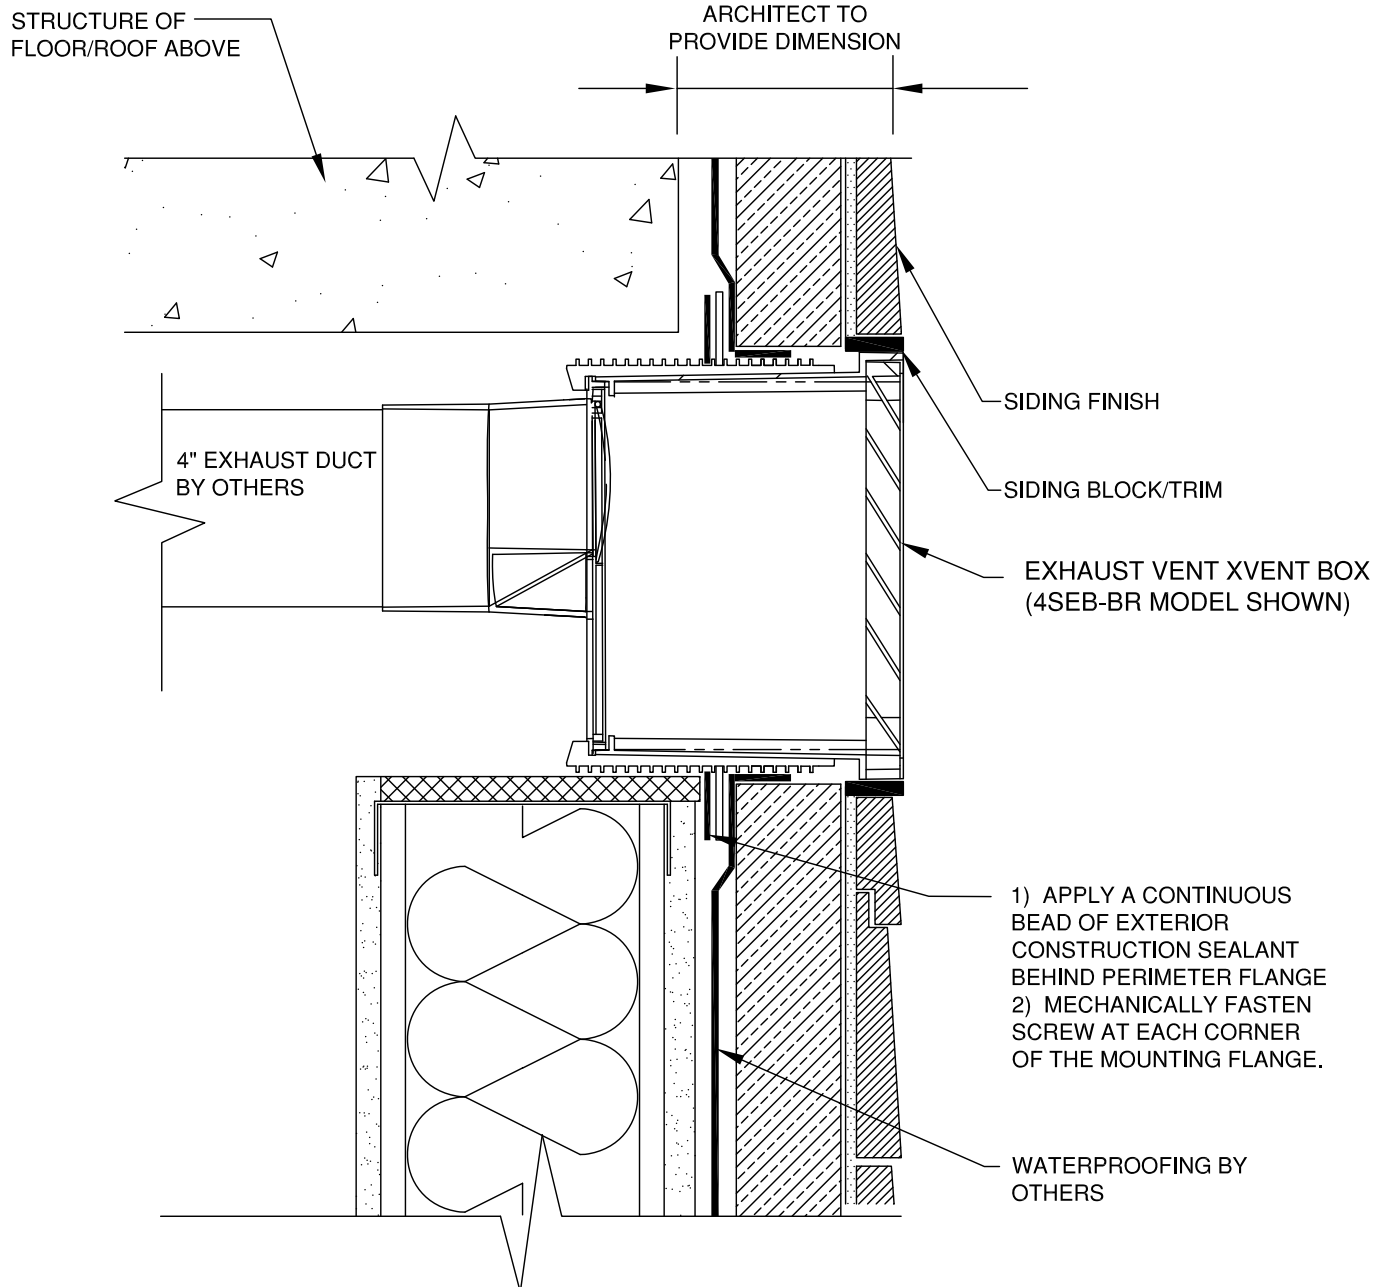 STRUCTURE OF
FLOOR/ROOF ABOVE
ARCHITECT TO
PROVIDE DIMENSION
SIDING FINISH
4" EXHAUST DUCT
BY OTHERS
SIDING BLOCK/TRIM
EXHAUST VENT XVENT BOX
(4SEB-BR MODEL SHOWN)
1) APPLY A CONTINUOUS
BEAD OF EXTERIOR
CONSTRUCTION SEALANT
BEHIND PERIMETER FLANGE
2) MECHANICALLY FASTEN
SCREW AT EACH CORNER
OF THE MOUNTING FLANGE.
WATERPROOFING BY
OTHERS